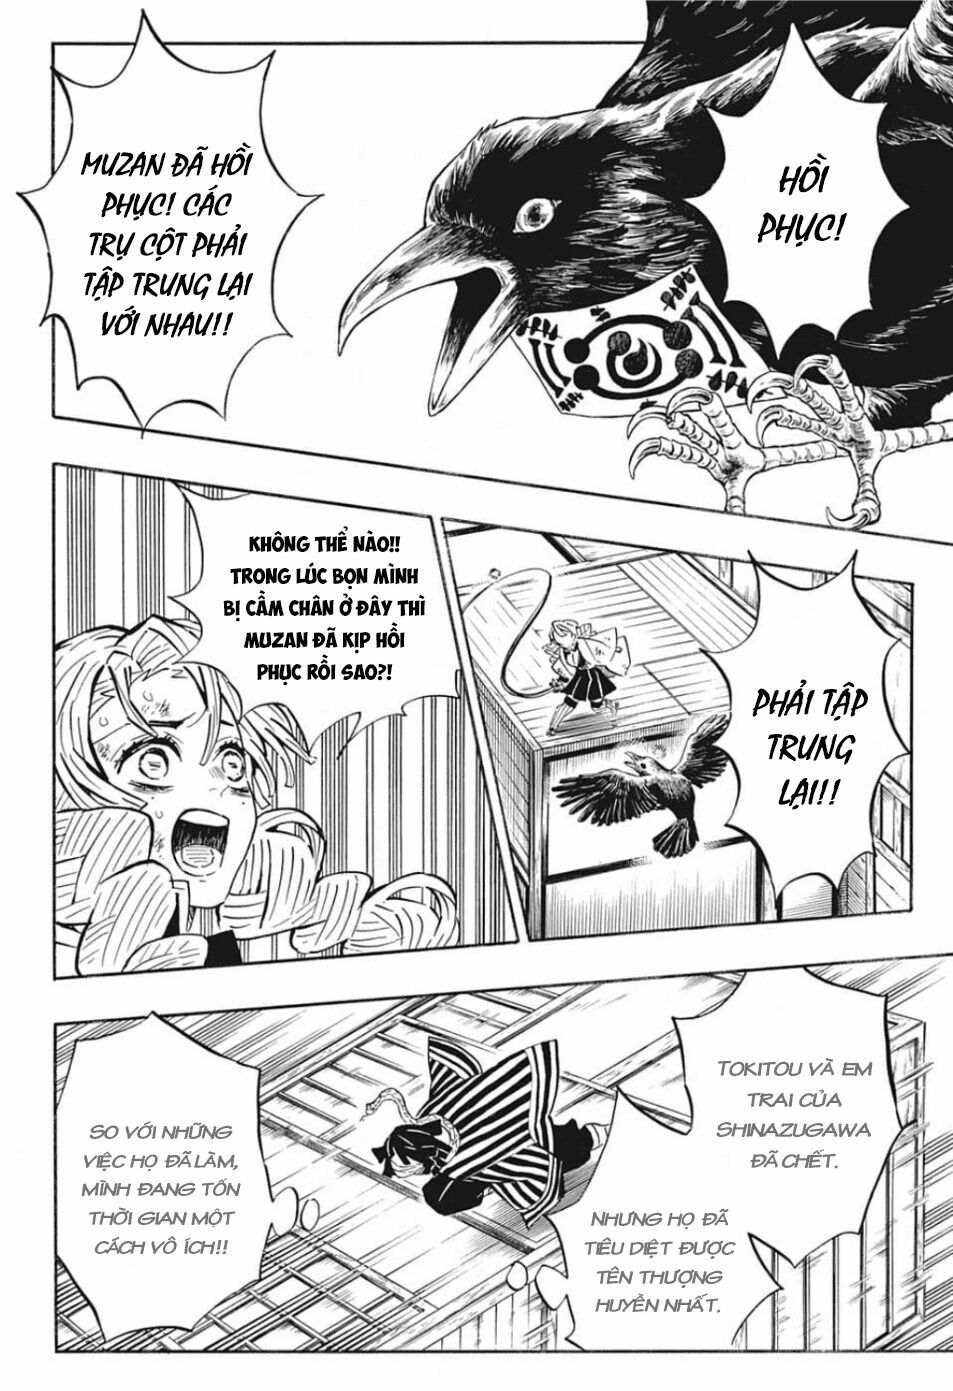 HỒI
PHỤC!
MUZAN ĐÃ HỒI
PHỤC! CÁC
TRỤ CỘT PHẢI
TẬP TRUNG LẠI
VỚI NHAU!!
PHẢI TẬP
TRUNG
LẠI!!!
KHÔNG THỂ NÀO!!
TRONG LÚC BỌN MÌNH
BỊ CẦM CHÂN Ở ĐÂY THÌ
MUZAN ĐÃ KỊP HỒI
PHỤC RỒI SAO?!
TOKITOU VÀ EM
TRAI CỦA
SHINAZUGAWA
ĐÃ CHẾT.
NHƯNG HỌ ĐÃ
TIÊU DIỆT ĐƯỢC
TÊN THƯỢNG
HUYỀN NHẤT.
SO VỚI NHỮNG
VIỆC HỌ ĐÃ LÀM,
MÌNH ĐANG TỐN
THỜI GIAN MỘT
CÁCH VÔ ÍCH!!